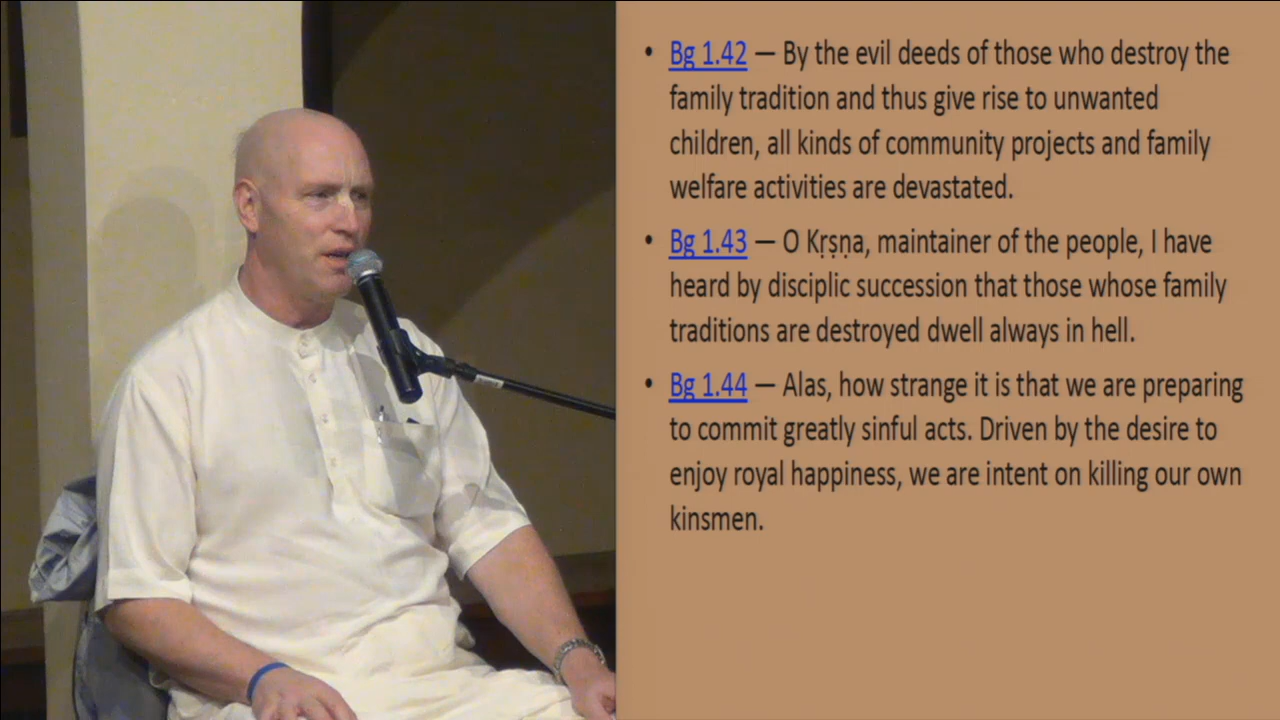 • Bg 1.42 — By the evil deeds of those who destroy the
family tradition and thus give rise to unwanted
children, all kinds of community projects and family
welfare activities are devastated.
• Bg 1.43 — O Kṛṣṇa, maintainer of the people, I have
heard by disciplic succession that those whose family
traditions are destroyed dwell always in hell.
• Bg 1.44 — Alas, how strange it is that we are preparing
to commit greatly sinful acts. Driven by the desire to
enjoy royal happiness, we are intent on killing our own
kinsmen.